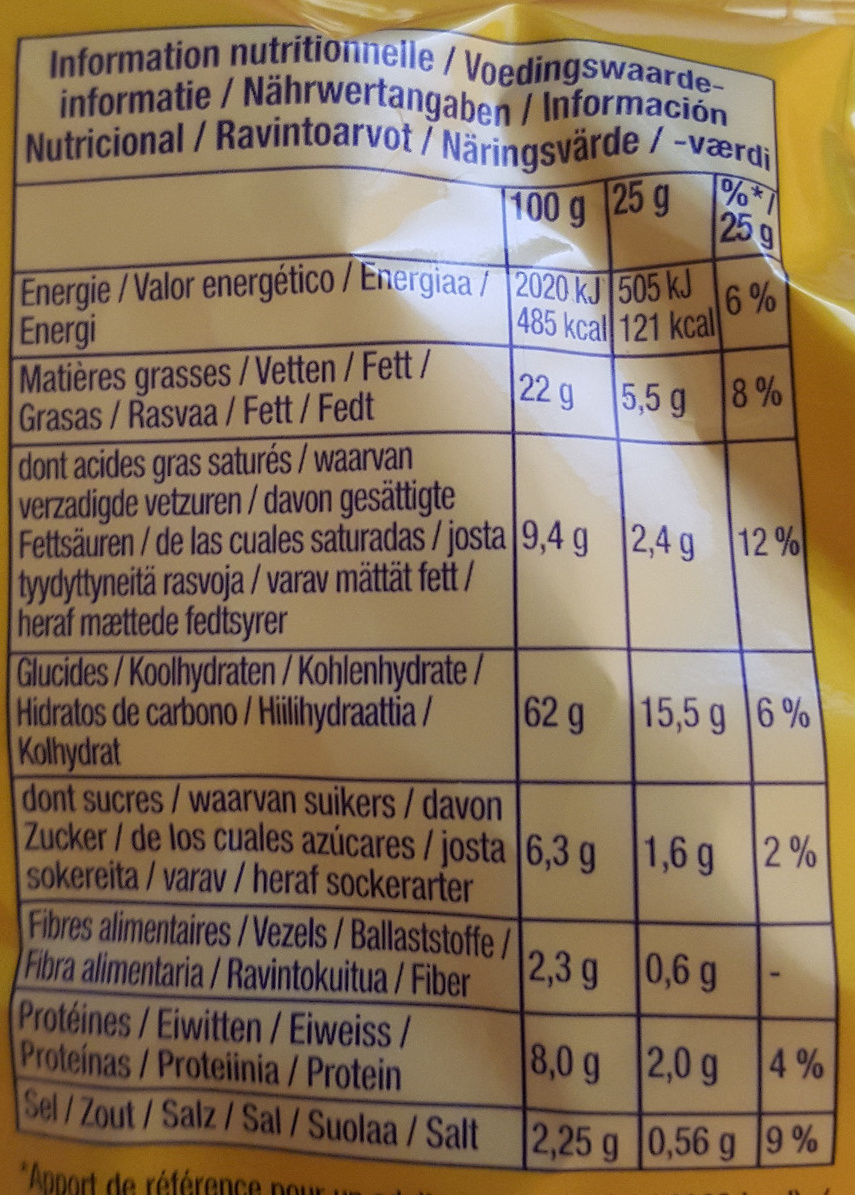 Information nutritionnelle / Voedingswaarde-
informatie / Nährwertangaben / Información
Nutricional / Ravintoarvot / Näringsvärde / -værdi
100 g 25 g %*/
25 g
Energie / Valor energético / Energiaa / 2020 kJ 505 kJ 6 %
Energi 485 kcal 121 kcal
Matières grasses / Vetten / Fett /
Grasas / Rasvaa / Fett / Fedt 22 g 5,5 g 8 %
dont acides gras saturés / waarvan
verzadigde vetzuren / davon gesättigte
Fettsäuren / de las cuales saturadas / josta 9,4 g 2,4 g 12 %
tyydyttyneitä rasvoja / varav mättät fett /
heraf mættede fedtsyrer
Glucides / Koolhydraten / Kohlenhydrate /
Hidratos de carbono / Hiilihydraattia / 62 g 15,5 g 6 %
Kolhydrat
dont sucres / waarvan suikers / davon
Zucker / de los cuales azúcares / josta 6,3 g 1,6 g 2 %
sokereita / varav / heraf sockerarter
Fibres alimentaires / Vezels / Ballaststoffe /
Fibra alimentaria / Ravintokuitua / Fiber 2,3 g 0,6 g -
Protéines / Eiwitten / Eiweiss /
Proteínas / Proteiinia / Protein 8,0 g 2,0 g 4 %
Sel / Zout / Salz / Sal / Suolaa / Salt 2,25 g 0,56 g 9 %
*Apport de référence pour un